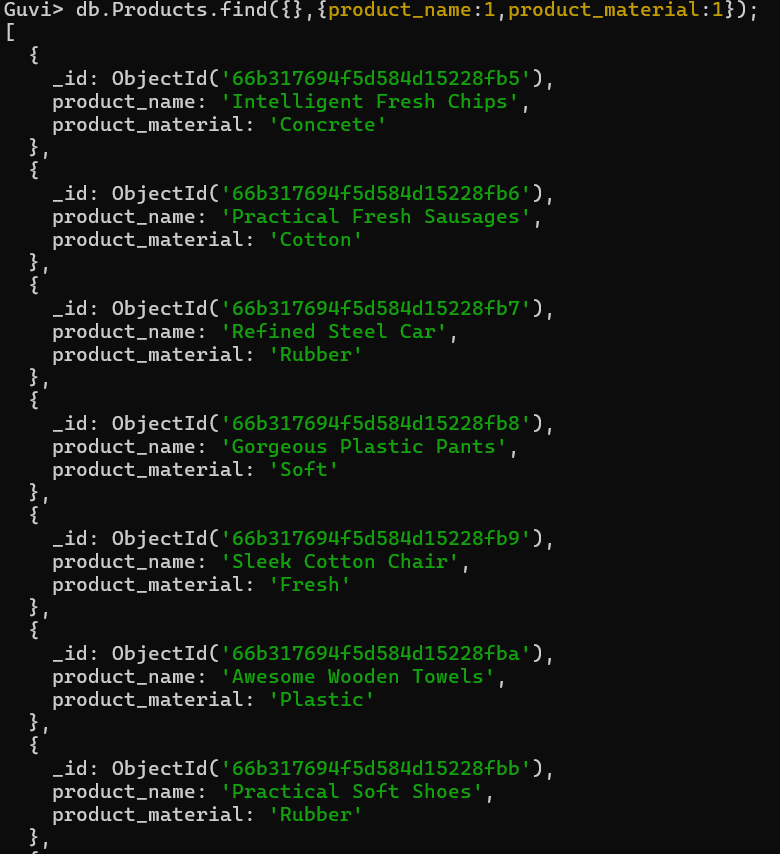 Guvi> db.Products.find({},{product_name:1,product_material:1});
[
  {
    _id: ObjectId('66b317694f5d584d15228fb5'),
    product_name: 'Intelligent Fresh Chips',
    product_material: 'Concrete'
  },
  {
    _id: ObjectId('66b317694f5d584d15228fb6'),
    product_name: 'Practical Fresh Sausages',
    product_material: 'Cotton'
  },
  {
    _id: ObjectId('66b317694f5d584d15228fb7'),
    product_name: 'Refined Steel Car',
    product_material: 'Rubber'
  },
  {
    _id: ObjectId('66b317694f5d584d15228fb8'),
    product_name: 'Gorgeous Plastic Pants',
    product_material: 'Soft'
  },
  {
    _id: ObjectId('66b317694f5d584d15228fb9'),
    product_name: 'Sleek Cotton Chair',
    product_material: 'Fresh'
  },
  {
    _id: ObjectId('66b317694f5d584d15228fba'),
    product_name: 'Awesome Wooden Towels',
    product_material: 'Plastic'
  },
  {
    _id: ObjectId('66b317694f5d584d15228fbb'),
    product_name: 'Practical Soft Shoes',
    product_material: 'Rubber'
  },